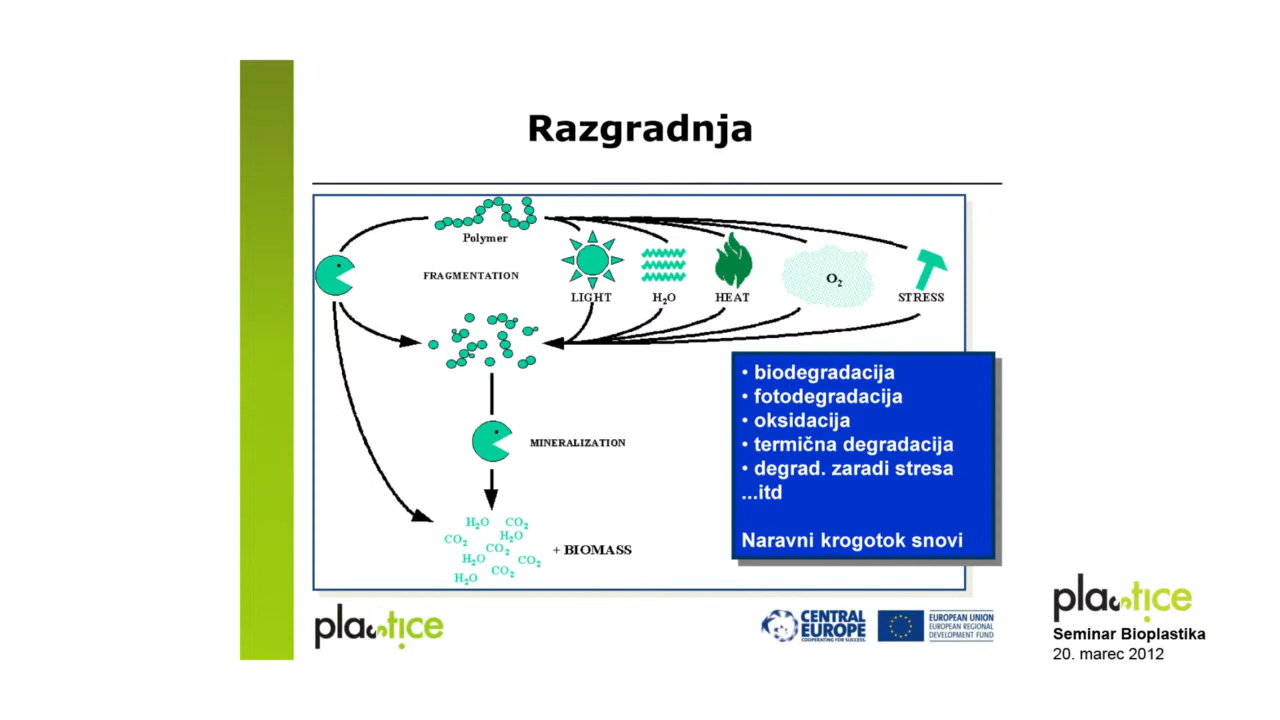 Razgradnja
Polymer
FRAGMENTATION
LIGHT
H₂O
HEAT
O₂
STRESS
• biodegradacija
• fotodegradacija
• oksidacija
• termična degradacija
• degrad. zaradi stresa
...itd
Naravni krogotok snovi
MINERALIZATION
H₂O CO₂
CO₂ H₂O
CO₂
H₂O CO₂
H₂O CO₂
+ BIOMASS
plastice
CENTRAL
EUROPE
COOPERATING FOR SUCCESS.
EUROPEAN UNION
EUROPEAN REGIONAL
DEVELOPMENT FUND
plastice
Seminar Bioplastika
20. marec 2012